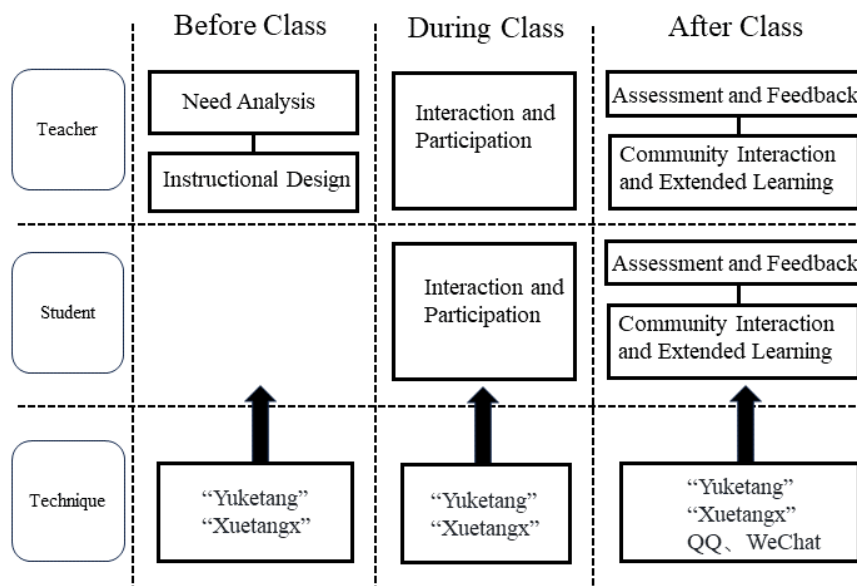 Before Class
During Class
After Class
Teacher
Need Analysis
Instructional Design
Interaction and
Participation
Assessment and Feedback
Community Interaction
and Extended Learning
Student
Interaction and
Participation
Assessment and Feedback
Community Interaction
and Extended Learning
Technique
“Yuketang”
“Xuetangx”
“Yuketang”
“Xuetangx”
“Yuketang”
“Xuetangx”
QQ、WeChat